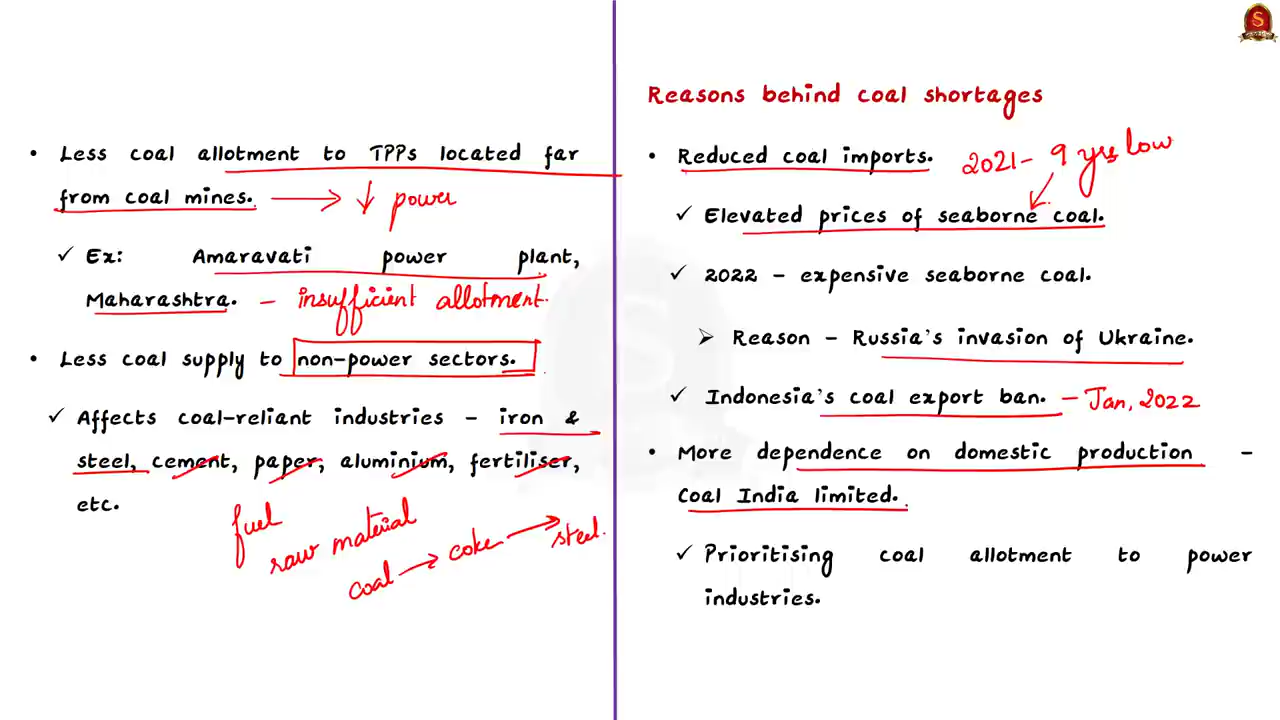 • Less coal allotment to TPPs located far
from coal mines. → ↓ power
✓ Ex: Amaravati power plant,
Maharashtra. – insufficient allotment.
• Less coal supply to non-power sectors.
✓ Affects coal-reliant industries – iron &
steel, cement, paper, aluminium, fertiliser,
etc.
fuel
raw material
coal → coke → steel.
Reasons behind coal shortages
• Reduced coal imports. 2021- 9 yrs low
✓ Elevated prices of seaborne coal.
✓ 2022 – expensive seaborne coal.
➢ Reason – Russia's invasion of Ukraine.
✓ Indonesia's coal export ban. – Jan, 2022
• More dependence on domestic production –
Coal India limited.
✓ Prioritising coal allotment to power
industries.